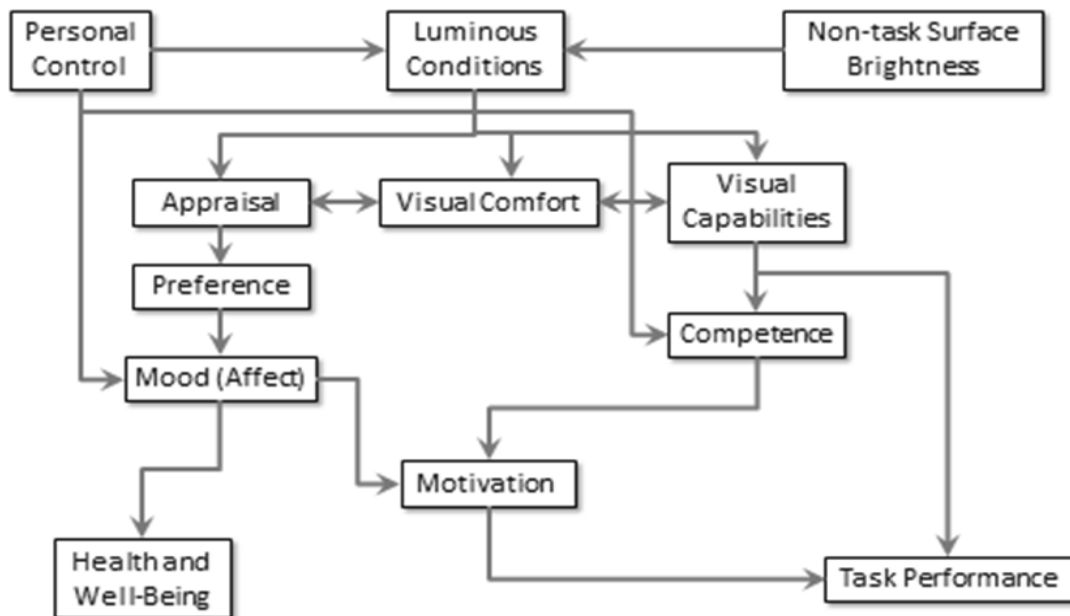 Personal
Control
Luminous
Conditions
Non-task Surface
Brightness
Appraisal
Visual Comfort
Visual
Capabilities
Preference
Competence
Mood (Affect)
Motivation
Health and
Well-Being
Task Performance